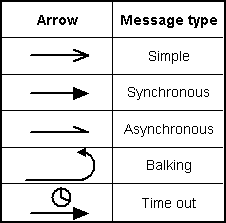 Arrow Message type
Simple
Synchronous
Asynchronous
Balking
Time out